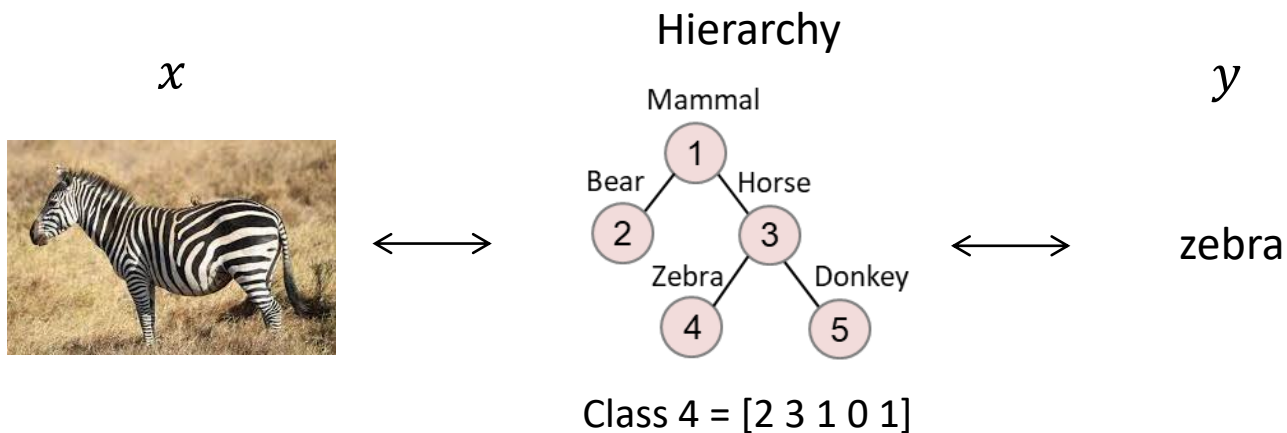 Hierarchy
x
y
Mammal
1
Bear
Horse
2
3
zebra
Zebra
Donkey
4
5
Class 4 = [2 3 1 0 1]